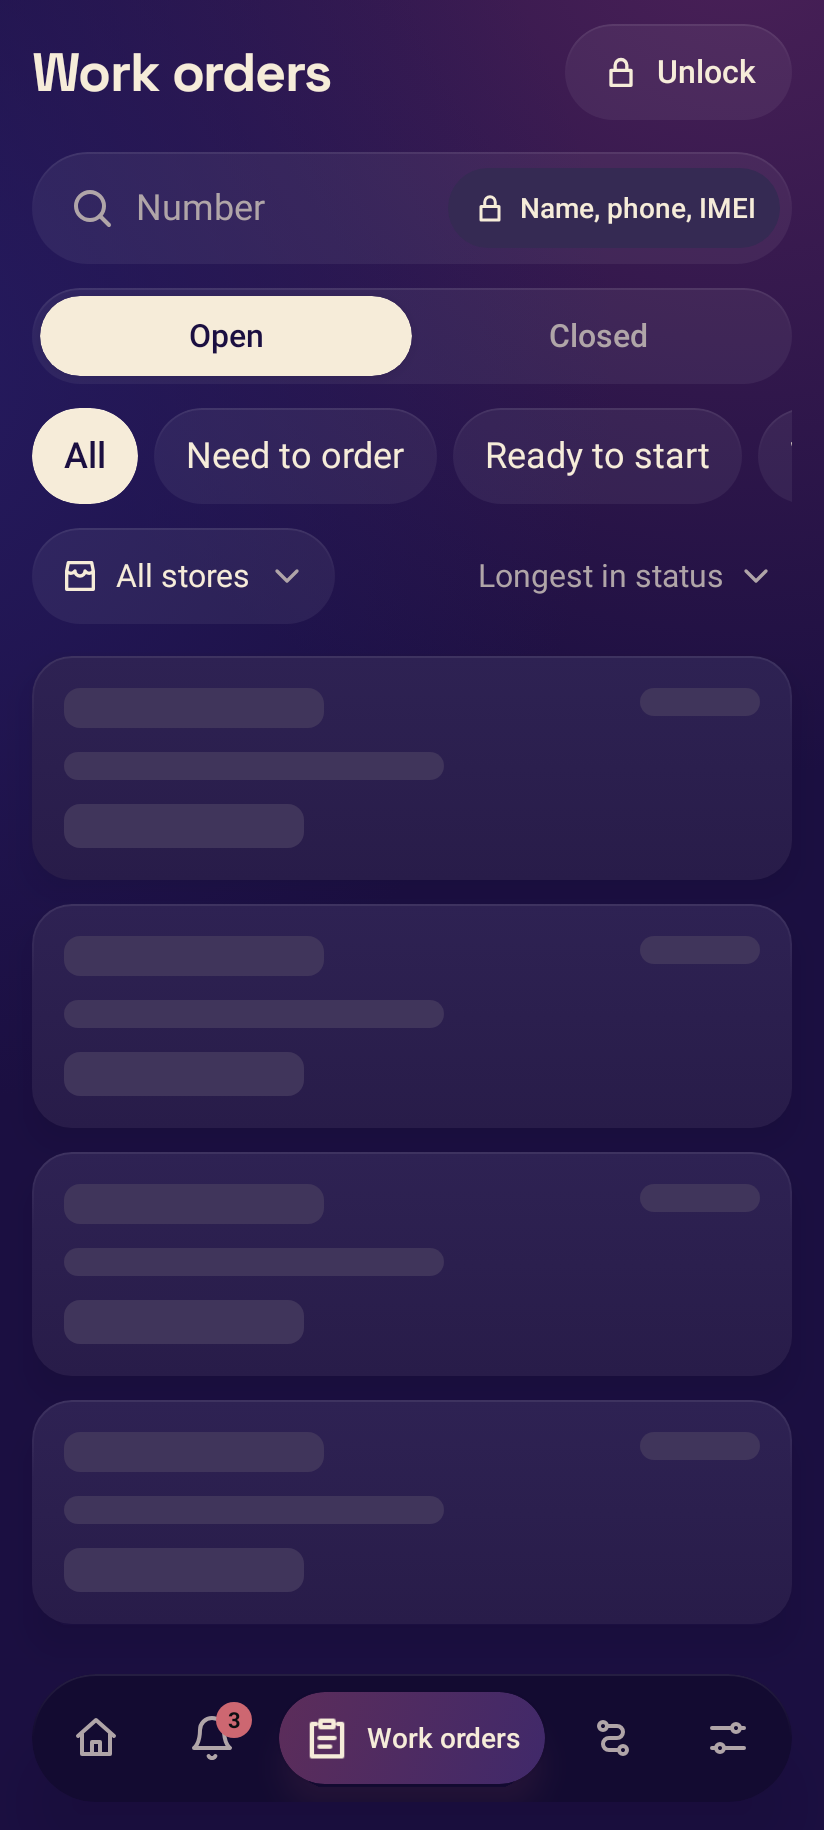 Work orders
Unlock
Number
Name, phone, IMEI
Open
Closed
All
Need to order
Ready to start
All stores
Longest in status
3
Work orders